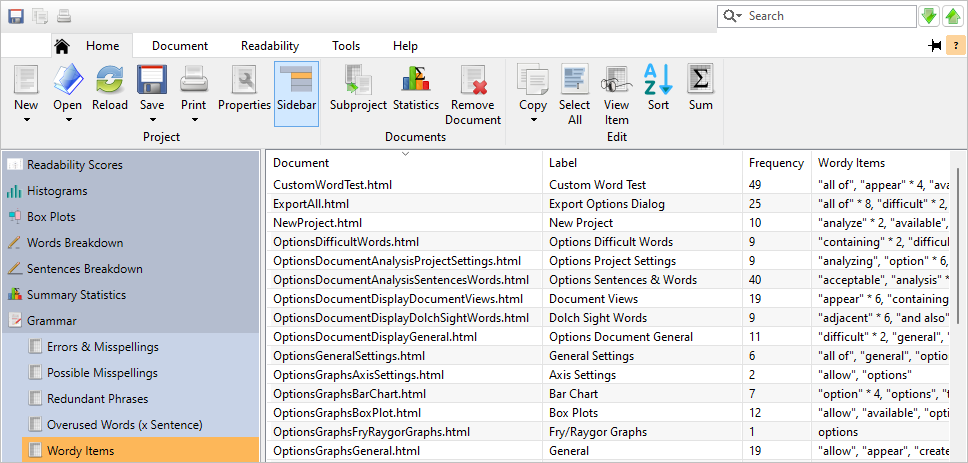 Search
Home Document Readability Tools Help
?
New Open Reload Save Print Properties Sidebar Subproject Statistics Remove Document Copy Select All View Item Sort Sum
Project Documents Edit
Readability Scores
Histograms
Box Plots
Words Breakdown
Sentences Breakdown
Summary Statistics
Grammar
Errors & Misspellings
Possible Misspellings
Redundant Phrases
Overused Words (x Sentence)
Wordy Items
Document Label Frequency Wordy Items
CustomWordTest.html Custom Word Test 49 "all of", "appear" * 4, "ava
ExportAll.html Export Options Dialog 25 "all of" * 8, "difficult" * 2,
NewProject.html New Project 10 "analyze" * 2, "available",
OptionsDifficultWords.html Options Difficult Words 9 "containing" * 2, "difficul
OptionsDocumentAnalysisProjectSettings.html Options Project Settings 9 "analyzing", "option" * 6,
OptionsDocumentAnalysisSentencesWords.html Options Sentences & Words 40 "acceptable", "analysis" *
OptionsDocumentDisplayDocumentViews.html Document Views 19 "appear" * 6, "containing
OptionsDocumentDisplayDolchSightWords.html Dolch Sight Words 9 "adjacent" * 6, "and also"
OptionsDocumentDisplayGeneral.html Options Document General 11 "difficult" * 2, "general", "
OptionsGeneralSettings.html General Settings 6 "all of", "general", "optio
OptionsGraphsAxisSettings.html Axis Settings 2 "allow", "options"
OptionsGraphsBarChart.html Bar Chart 7 "option" * 4, "options", "t
OptionsGraphsBoxPlot.html Box Plots 12 "allow", "available", "opti
OptionsGraphsFryRaygorGraphs.html Fry/Raygor Graphs 1 options
OptionsGraphsGeneral.html General 19 "allow", "appear", "create